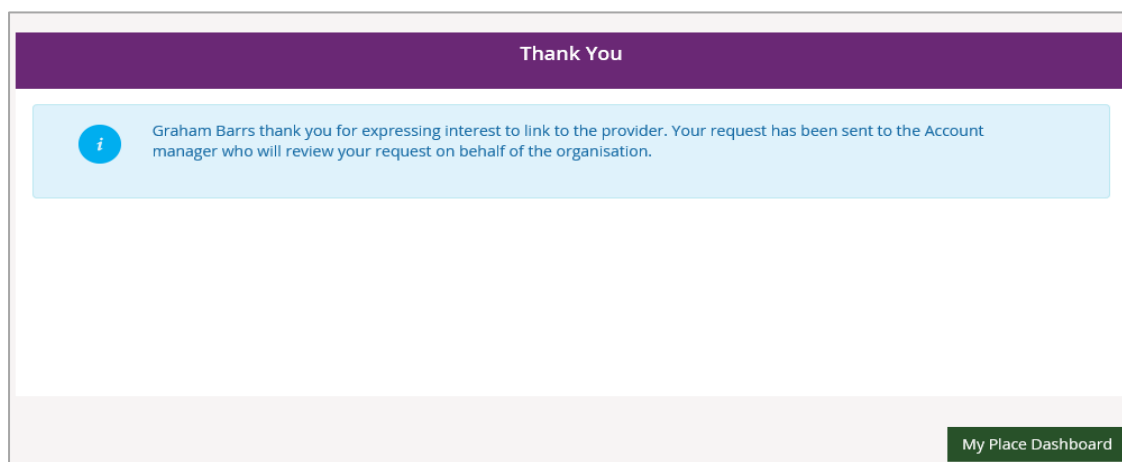 Thank You
i
Graham Barrs thank you for expressing interest to link to the provider. Your request has been sent to the Account
manager who will review your request on behalf of the organisation.
My Place Dashboard